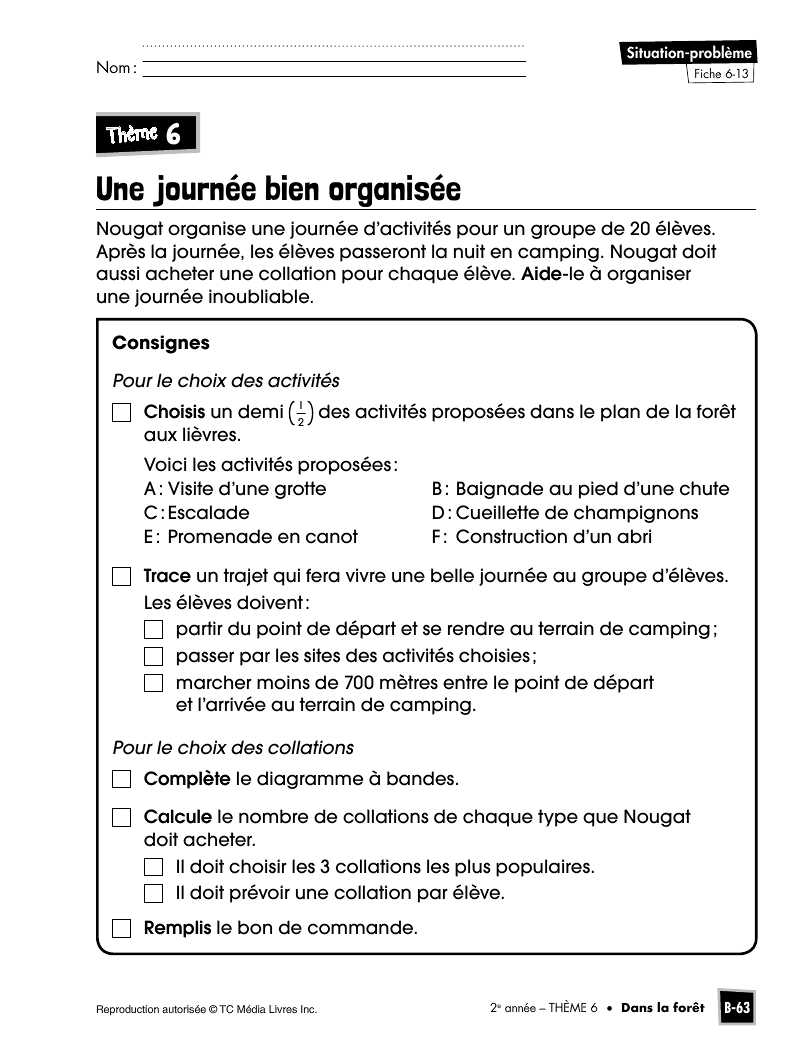 Nom :
Situation-problème
Fiche 6-13
Thème 6
Une journée bien organisée
Nougat organise une journée d'activités pour un groupe de 20 élèves.
Après la journée, les élèves passeront la nuit en camping. Nougat doit
aussi acheter une collation pour chaque élève. Aide-le à organiser
une journée inoubliable.
Consignes
Pour le choix des activités
Choisis un demi (1/2) des activités proposées dans le plan de la forêt
aux lièvres.
Voici les activités proposées :
A : Visite d'une grotte B : Baignade au pied d'une chute
C : Escalade D : Cueillette de champignons
E : Promenade en canot F : Construction d'un abri
Trace un trajet qui fera vivre une belle journée au groupe d'élèves.
Les élèves doivent :
partir du point de départ et se rendre au terrain de camping ;
passer par les sites des activités choisies ;
marcher moins de 700 mètres entre le point de départ
et l'arrivée au terrain de camping.
Pour le choix des collations
Complète le diagramme à bandes.
Calcule le nombre de collations de chaque type que Nougat
doit acheter.
Il doit choisir les 3 collations les plus populaires.
Il doit prévoir une collation par élève.
Remplis le bon de commande.
Reproduction autorisée © TC Média Livres Inc.
2e année – THÈME 6 • Dans la forêt B-63